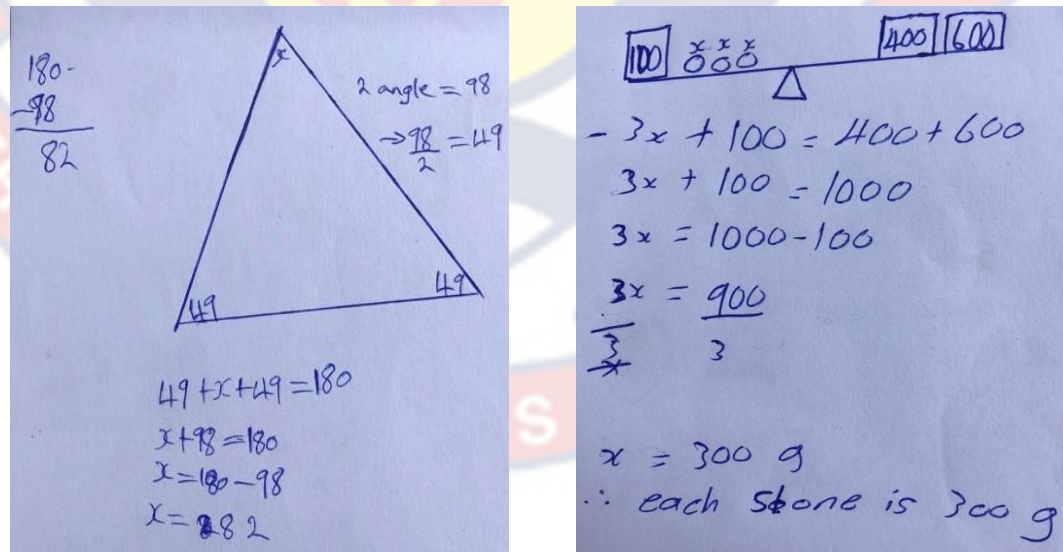 180-
-98
82
x
2 angle = 98
→ 98/2 = 49
49
49
49 + x + 49 = 180
x + 98 = 180
x = 180 - 98
x = 82
100 x x x 400 600
- 3x + 100 = 400 + 600
3x + 100 = 1000
3x = 1000 - 100
3x = 900
3 3
x = 300 g
∴ each stone is 300 g
S